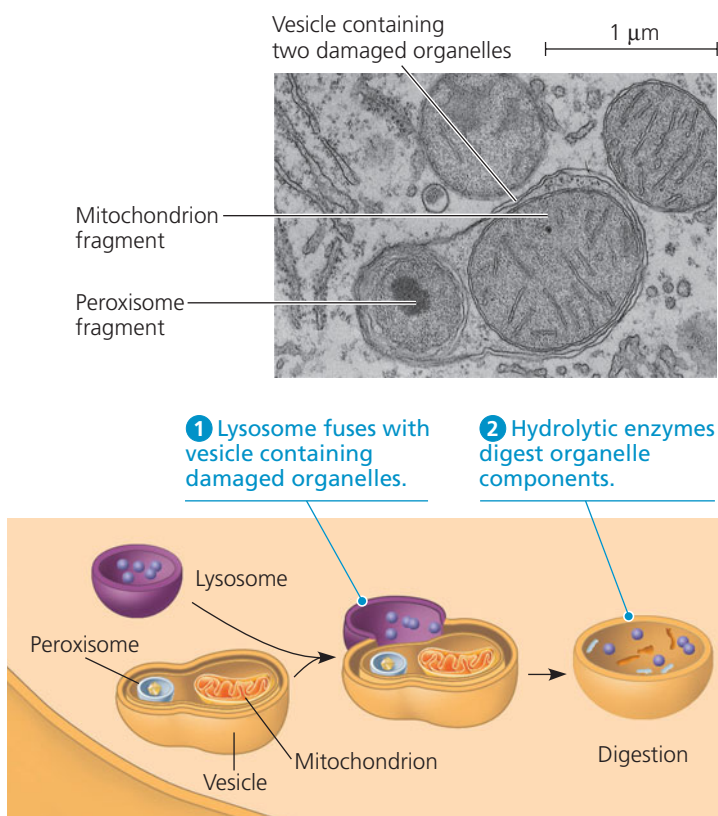 Vesicle containing
two damaged organelles
1 μm
Mitochondrion
fragment
Peroxisome
fragment
1 Lysosome fuses with
vesicle containing
damaged organelles.
2 Hydrolytic enzymes
digest organelle
components.
Lysosome
Peroxisome
Mitochondrion
Vesicle
Digestion